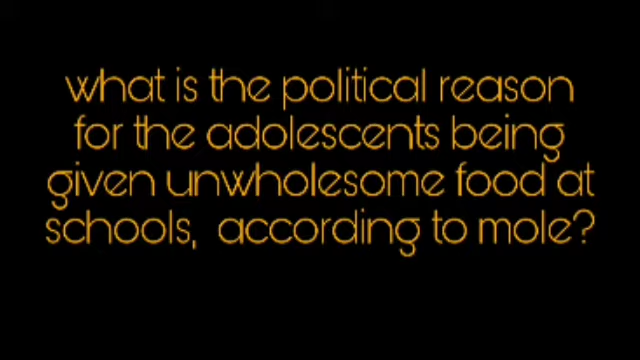 what is the political reason
for the adolescents being
given unwholesome food at
schools, according to mole?